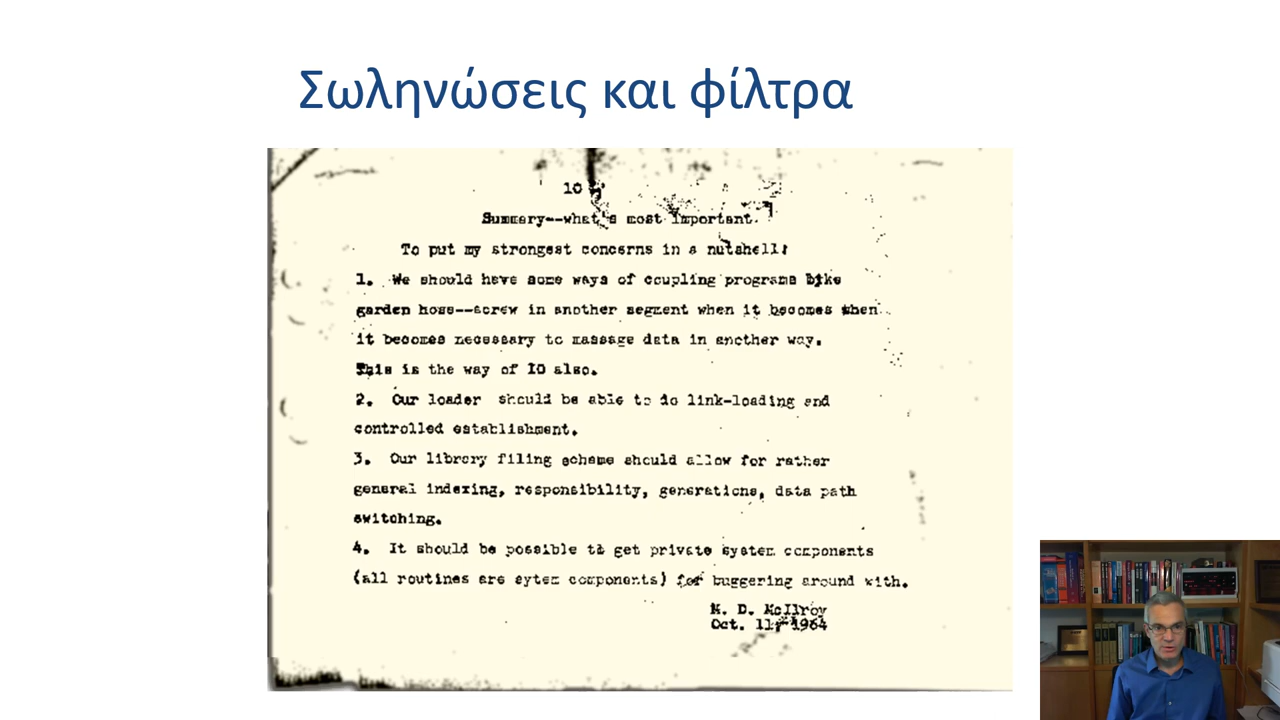 Σωληνώσεις και φίλτρα
10
Summary--what's most important.
To put my strongest concerns in a nutshell:
1. We should have some ways of coupling programs like
garden hose--screw in another segment when it becomes when
it becomes necessary to massage data in another way.
This is the way of IO also.
2. Our loader should be able to do link-loading and
controlled establishment.
3. Our library filing scheme should allow for rather
general indexing, responsibility, generations, data path
switching.
4. It should be possible to get private system components
(all routines are sytem components) for buggering around with.
M. D. McIlroy
Oct. 11, 1964